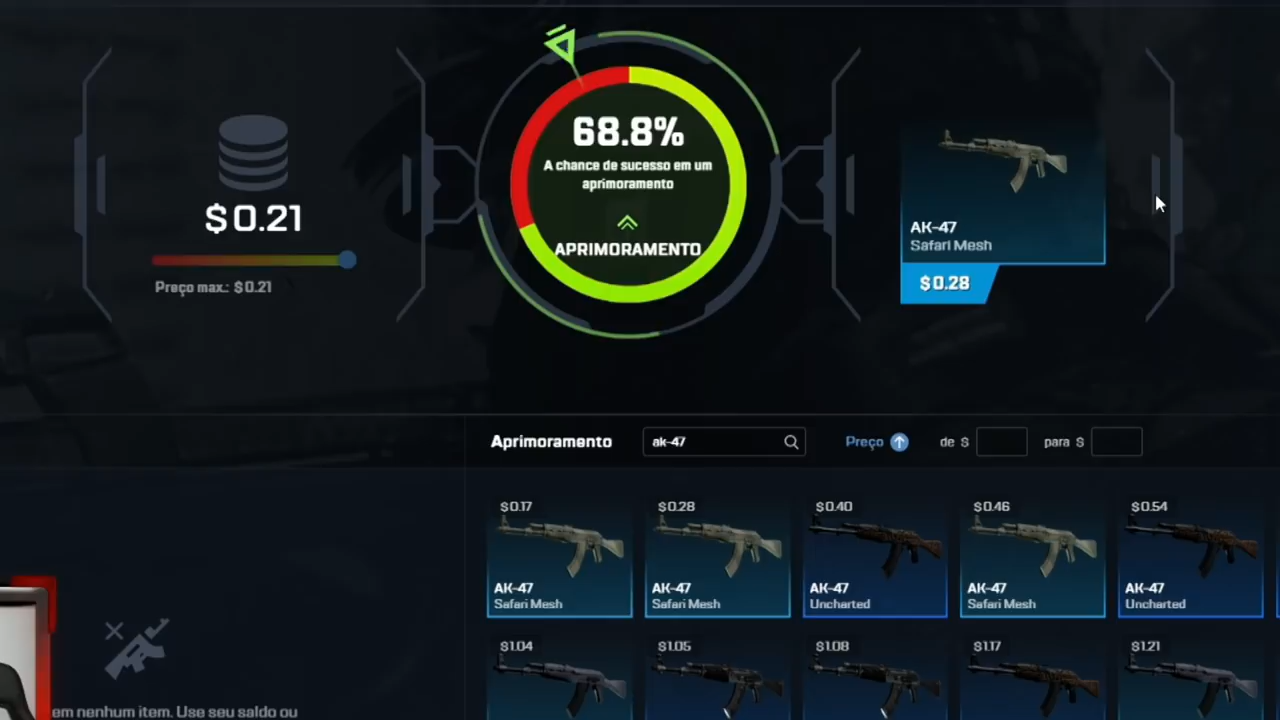 68.8%
A chance de sucesso em um
aprimoramento
APRIMORAMENTO
$0.21
Preço max.: $0.21
AK-47
Safari Mesh
$0.28
Aprimoramento
ak-47
Preço
de $
para $
$0.17
AK-47
Safari Mesh
$0.28
AK-47
Safari Mesh
$0.40
AK-47
Uncharted
$0.46
AK-47
Safari Mesh
$0.54
AK-47
Uncharted
$1.04
$1.05
$1.08
$1.17
$1.21
em nenhum item. Use seu saldo ou